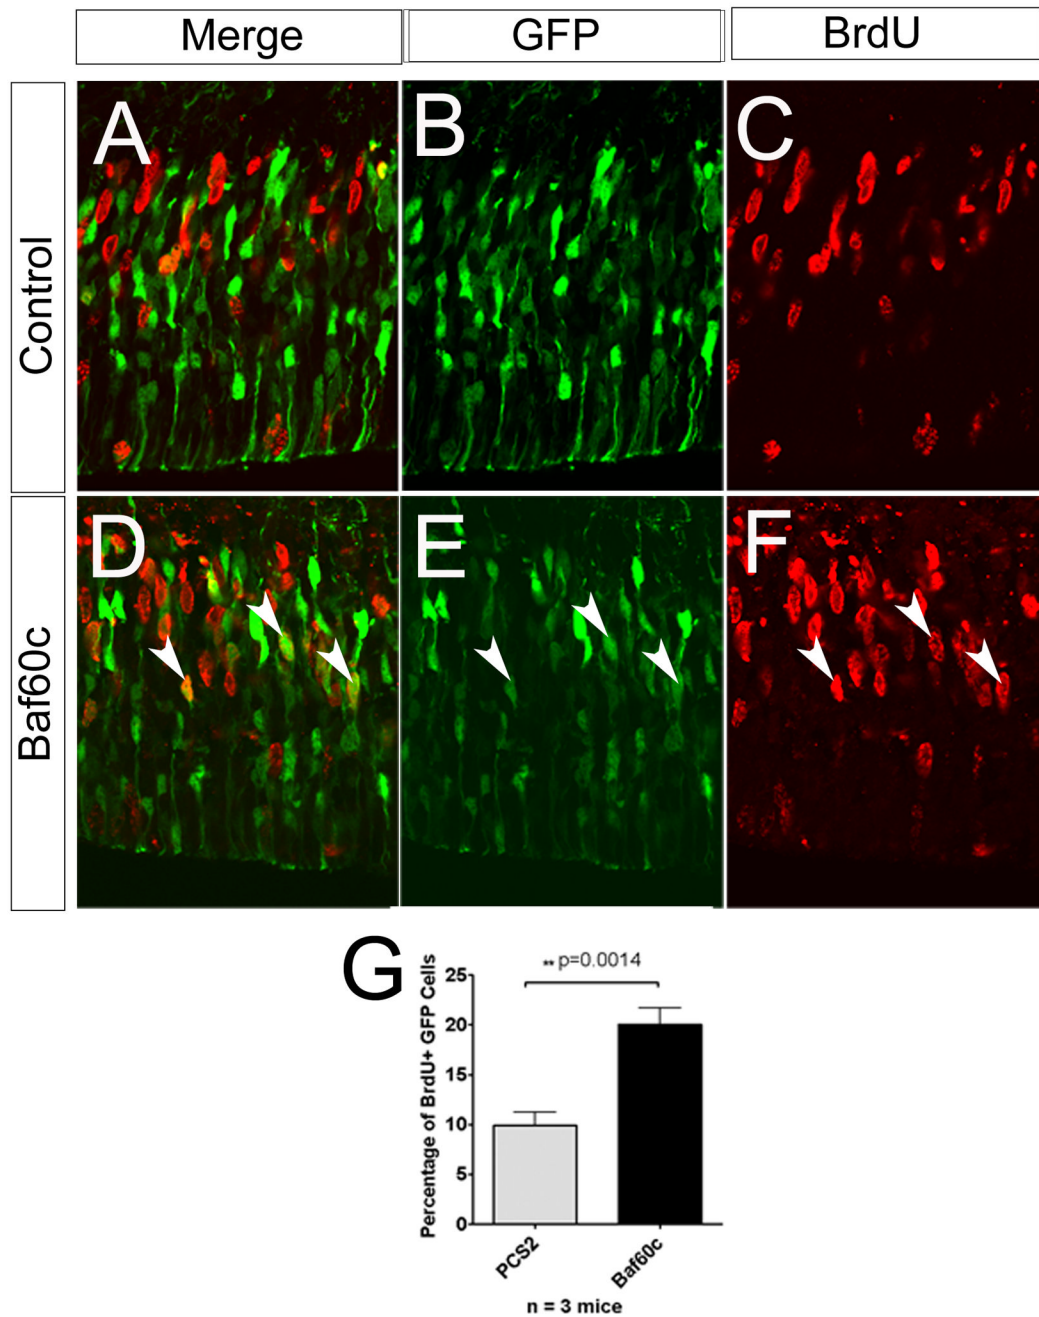 Merge
GFP
BrdU
Control
A
B
C
Baf60c
D
E
F
G
** p=0.0014
Percentage of BrdU+ GFP Cells
25
20
15
10
5
0
PCS2
Baf60c
n = 3 mice